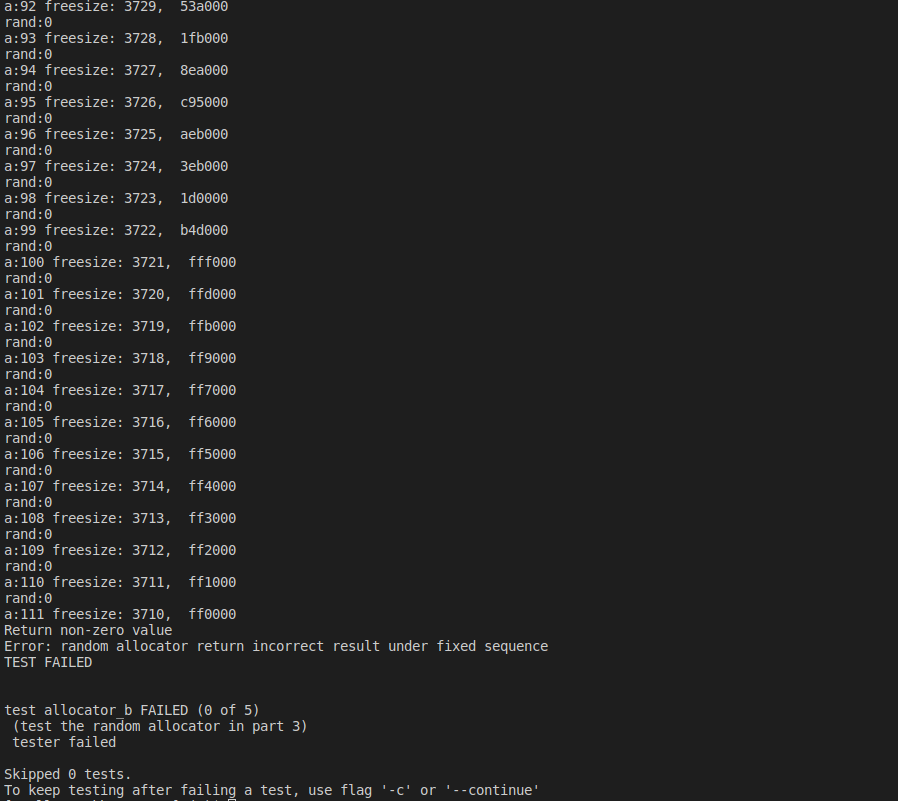 a:92 freesize: 3729,  53a000
rand:0
a:93 freesize: 3728,  1fb000
rand:0
a:94 freesize: 3727,  8ea000
rand:0
a:95 freesize: 3726,  c95000
rand:0
a:96 freesize: 3725,  aeb000
rand:0
a:97 freesize: 3724,  3eb000
rand:0
a:98 freesize: 3723,  1d0000
rand:0
a:99 freesize: 3722,  b4d000
rand:0
a:100 freesize: 3721,  fff000
rand:0
a:101 freesize: 3720,  ffd000
rand:0
a:102 freesize: 3719,  ffb000
rand:0
a:103 freesize: 3718,  ff9000
rand:0
a:104 freesize: 3717,  ff7000
rand:0
a:105 freesize: 3716,  ff6000
rand:0
a:106 freesize: 3715,  ff5000
rand:0
a:107 freesize: 3714,  ff4000
rand:0
a:108 freesize: 3713,  ff3000
rand:0
a:109 freesize: 3712,  ff2000
rand:0
a:110 freesize: 3711,  ff1000
rand:0
a:111 freesize: 3710,  ff0000
Return non-zero value
Error: random allocator return incorrect result under fixed sequence
TEST FAILED
test allocator_b FAILED (0 of 5)
(test the random allocator in part 3)
tester failed
Skipped 0 tests.
To keep testing after failing a test, use flag '-c' or '--continue'